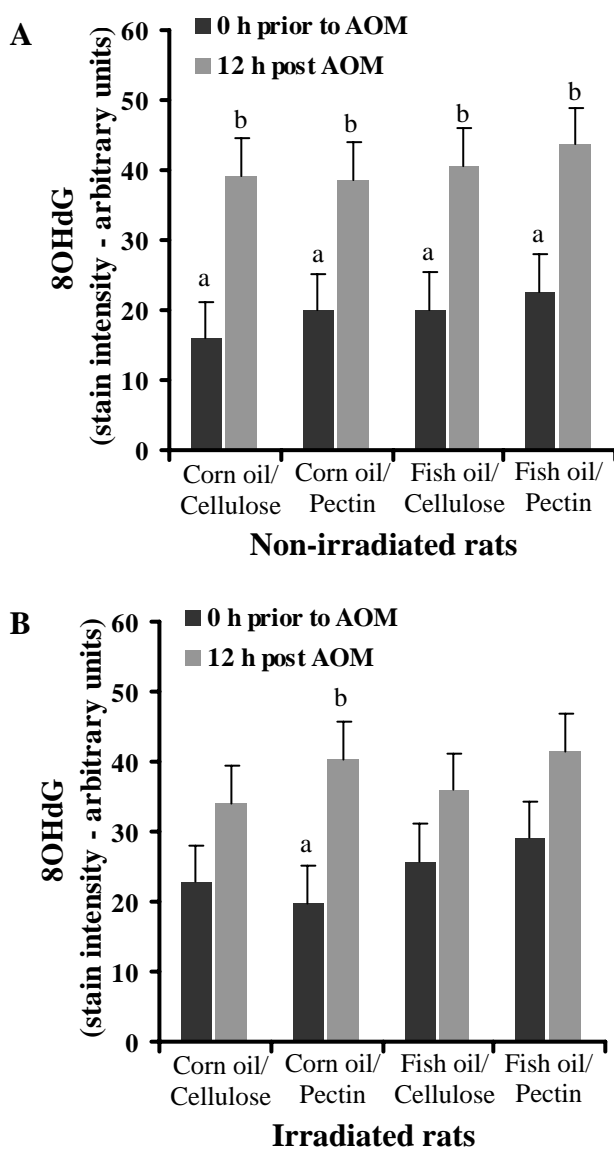 A
0 h prior to AOM
12 h post AOM
8OHdG
(stain intensity - arbitrary units)
60
50
40
30
20
10
0
a
b
a
b
a
b
a
b
Corn oil/
Cellulose
Corn oil/
Pectin
Fish oil/
Cellulose
Fish oil/
Pectin
Non-irradiated rats
B
0 h prior to AOM
12 h post AOM
8OHdG
(stain intensity - arbitrary units)
60
50
40
30
20
10
0
a
b
Corn oil/
Cellulose
Corn oil/
Pectin
Fish oil/
Cellulose
Fish oil/
Pectin
Irradiated rats